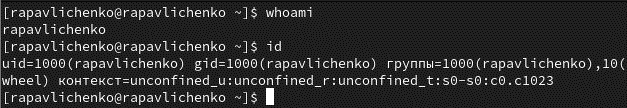 [rapavlichenko@rapavlichenko ~]$ whoami
rapavlichenko
[rapavlichenko@rapavlichenko ~]$ id
uid=1000(rapavlichenko) gid=1000(rapavlichenko) группы=1000(rapavlichenko),10(
wheel) контекст=unconfined_u:unconfined_r:unconfined_t:s0-s0:c0.c1023
[rapavlichenko@rapavlichenko ~]$